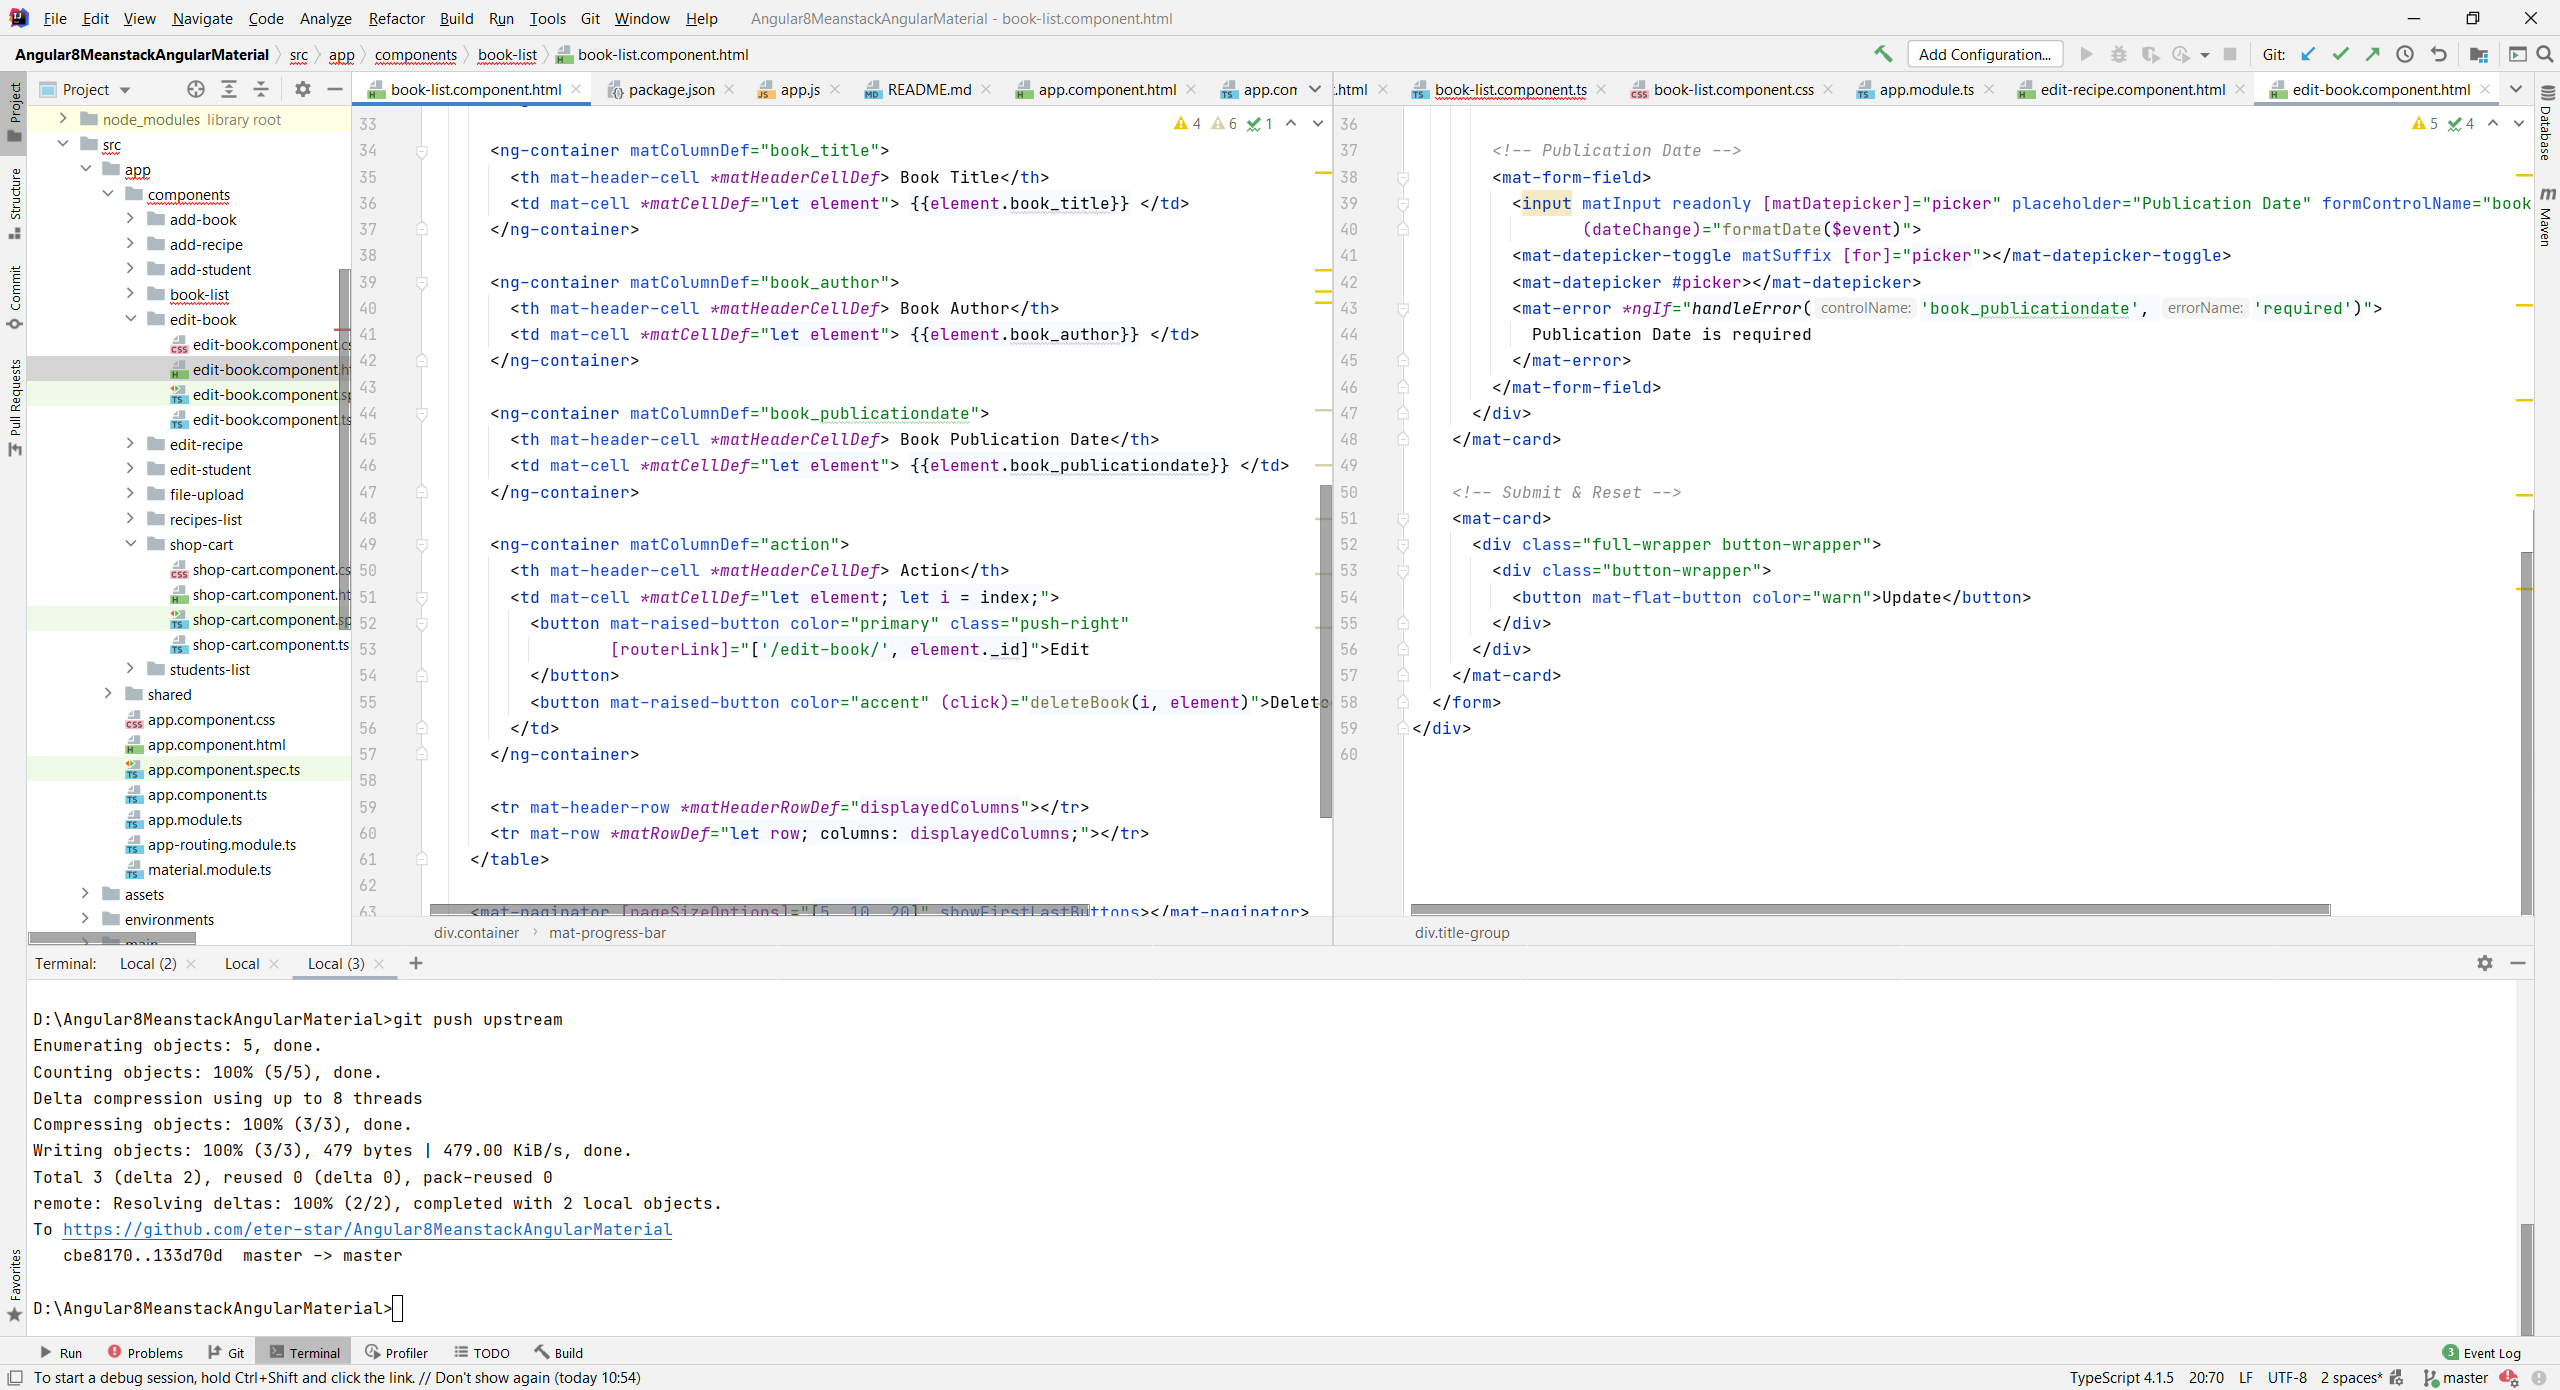 File Edit View Navigate Code Analyze Refactor Build Run Tools Git Window Help Angular8MeanstackAngularMaterial - book-list.component.html
Angular8MeanstackAngularMaterial src app components book-list book-list.component.html Add Configuration... Git:
Project
book-list.component.html package.json app.js README.md app.component.html app.con
.html book-list.component.ts book-list.component.css app.module.ts edit-recipe.component.html edit-book.component.html
Project
Structure
Commit
Pull Requests
Favorites
Database
Maven
node_modules library root
src
app
components
add-book
add-recipe
add-student
book-list
edit-book
edit-book.component.cs
edit-book.component.ht
edit-book.component.sp
edit-book.component.ts
edit-recipe
edit-student
file-upload
recipes-list
shop-cart
shop-cart.component.cs
shop-cart.component.ht
shop-cart.component.sp
shop-cart.component.ts
students-list
shared
app.component.css
app.component.html
app.component.spec.ts
app.component.ts
app.module.ts
app-routing.module.ts
material.module.ts
assets
environments
main
4 6 1
33
34 <ng-container matColumnDef="book_title">
35 <th mat-header-cell *matHeaderCellDef> Book Title</th>
36 <td mat-cell *matCellDef="let element"> {{element.book_title}} </td>
37 </ng-container>
38
39 <ng-container matColumnDef="book_author">
40 <th mat-header-cell *matHeaderCellDef> Book Author</th>
41 <td mat-cell *matCellDef="let element"> {{element.book_author}} </td>
42 </ng-container>
43
44 <ng-container matColumnDef="book_publicationdate">
45 <th mat-header-cell *matHeaderCellDef> Book Publication Date</th>
46 <td mat-cell *matCellDef="let element"> {{element.book_publicationdate}} </td>
47 </ng-container>
48
49 <ng-container matColumnDef="action">
50 <th mat-header-cell *matHeaderCellDef> Action</th>
51 <td mat-cell *matCellDef="let element; let i = index;">
52 <button mat-raised-button color="primary" class="push-right"
53 [routerLink]="['/edit-book/', element._id]">Edit
54 </button>
55 <button mat-raised-button color="accent" (click)="deleteBook(i, element)">Delete
56 </td>
57 </ng-container>
58
59 <tr mat-header-row *matHeaderRowDef="displayedColumns"></tr>
60 <tr mat-row *matRowDef="let row; columns: displayedColumns;"></tr>
61 </table>
62
63 <mat-paginator [pageSizeOptions]="[5, 10, 20]" showFirstLastButtons></mat-paginator>
div.container mat-progress-bar
5 4
36
37 <!-- Publication Date -->
38 <mat-form-field>
39 <input matInput readonly [matDatepicker]="picker" placeholder="Publication Date" formControlName="book
40 (dateChange)="formatDate($event)">
41 <mat-datepicker-toggle matSuffix [for]="picker"></mat-datepicker-toggle>
42 <mat-datepicker #picker></mat-datepicker>
43 <mat-error *ngIf="handleError( controlName: 'book_publicationdate', errorName: 'required')">
44 Publication Date is required
45 </mat-error>
46 </mat-form-field>
47 </div>
48 </mat-card>
49
50 <!-- Submit & Reset -->
51 <mat-card>
52 <div class="full-wrapper button-wrapper">
53 <div class="button-wrapper">
54 <button mat-flat-button color="warn">Update</button>
55 </div>
56 </div>
57 </mat-card>
58 </form>
59 </div>
60
div.title-group
Terminal: Local (2) Local Local (3)
D:\Angular8MeanstackAngularMaterial>git push upstream
Enumerating objects: 5, done.
Counting objects: 100% (5/5), done.
Delta compression using up to 8 threads
Compressing objects: 100% (3/3), done.
Writing objects: 100% (3/3), 479 bytes | 479.00 KiB/s, done.
Total 3 (delta 2), reused 0 (delta 0), pack-reused 0
remote: Resolving deltas: 100% (2/2), completed with 2 local objects.
To https://github.com/eter-star/Angular8MeanstackAngularMaterial
cbe8170..133d70d master -> master
D:\Angular8MeanstackAngularMaterial>
Run Problems Git Terminal Profiler TODO Build 3 Event Log
To start a debug session, hold Ctrl+Shift and click the link. // Don't show again (today 10:54) TypeScript 4.1.5 20:70 LF UTF-8 2 spaces* master